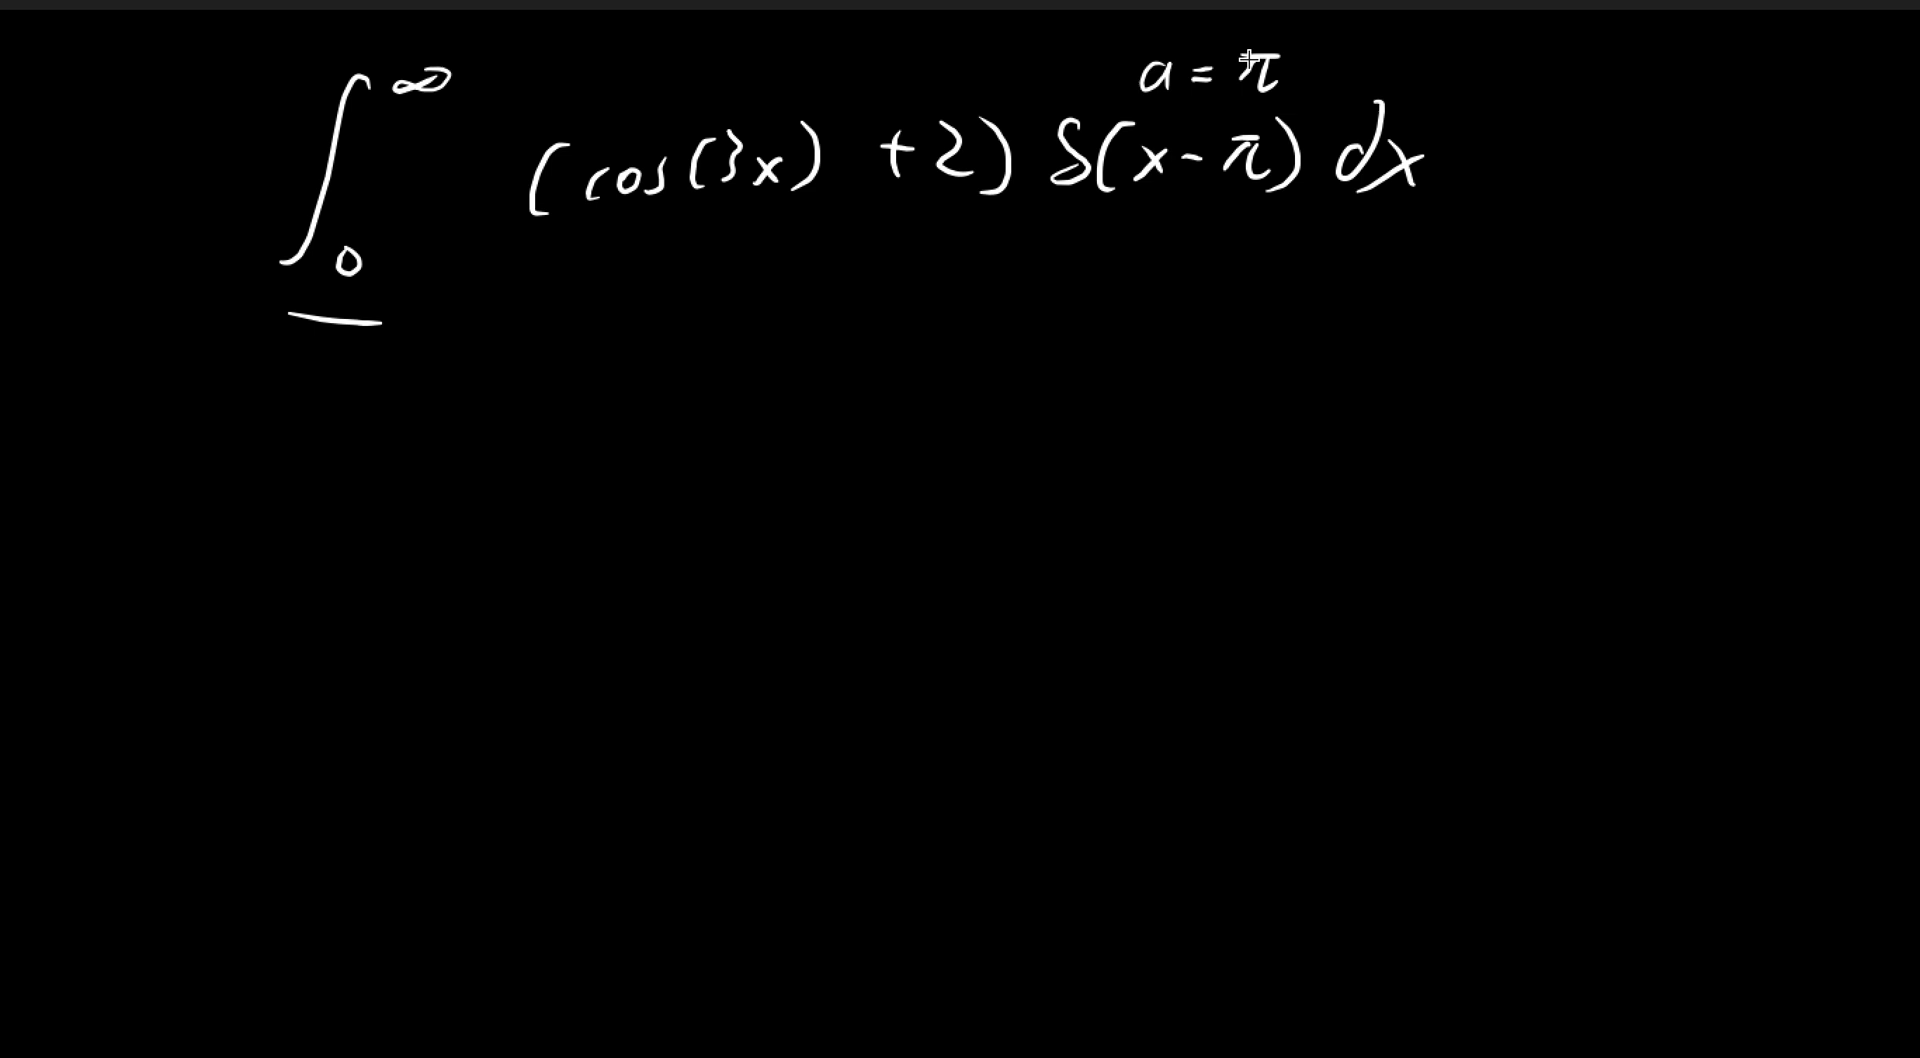 a = π
∫₀^∞ (cos(3x) + 2) δ(x - π) dx